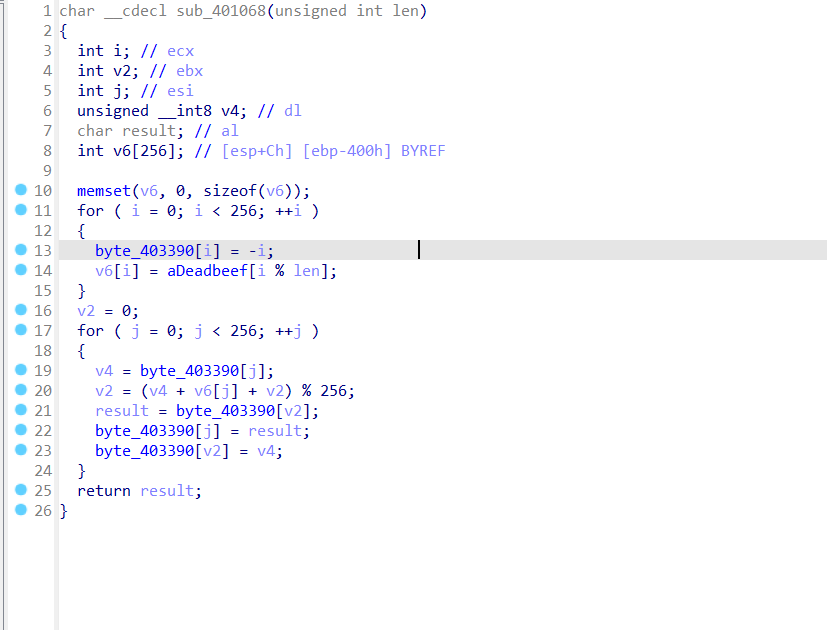 1 char __cdecl sub_401068(unsigned int len)
2 {
3 int i; // ecx
4 int v2; // ebx
5 int j; // esi
6 unsigned __int8 v4; // dl
7 char result; // al
8 int v6[256]; // [esp+Ch] [ebp-400h] BYREF
9
10 memset(v6, 0, sizeof(v6));
11 for ( i = 0; i < 256; ++i )
12 {
13 byte_403390[i] = -i;
14 v6[i] = aDeadbeef[i % len];
15 }
16 v2 = 0;
17 for ( j = 0; j < 256; ++j )
18 {
19 v4 = byte_403390[j];
20 v2 = (v4 + v6[j] + v2) % 256;
21 result = byte_403390[v2];
22 byte_403390[j] = result;
23 byte_403390[v2] = v4;
24 }
25 return result;
26 }